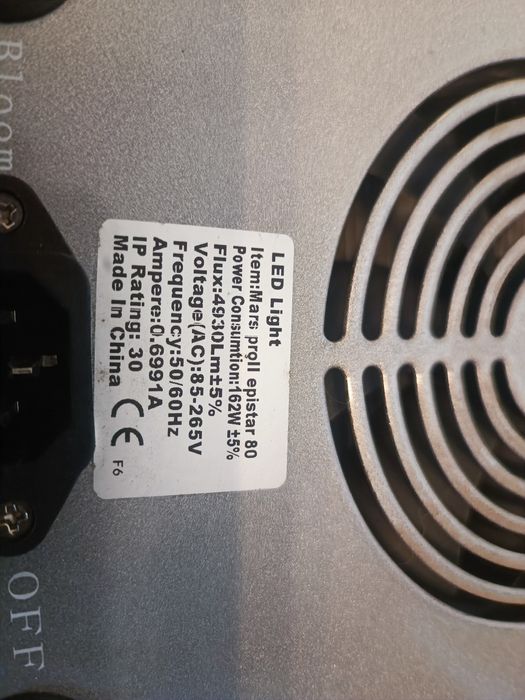 Bloom
LED Light
Item:Mars proII epistar 80
Power Consumtion:162W ±5%
Flux:4930Lm±5%
Voltage(AC):85-265V
Frequency:50/60Hz
Ampere:0.6991A
IP Rating: 30
Made In China CE F6
OFF